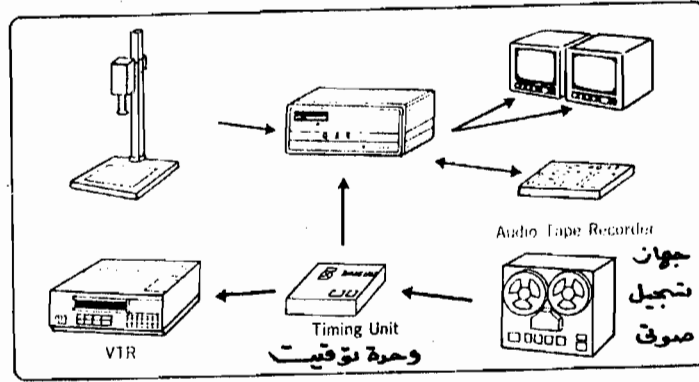 Audio Tape Recorder
جهاز
تسجيل
صوتي
Timing Unit
وحدة توقيت
VTR